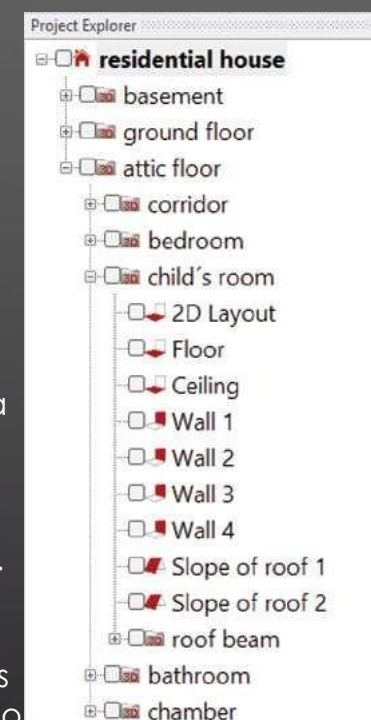 Project Explorer
residential house
basement
ground floor
attic floor
corridor
bedroom
child´s room
2D Layout
Floor
Ceiling
Wall 1
Wall 2
Wall 3
Wall 4
Slope of roof 1
Slope of roof 2
roof beam
bathroom
chamber